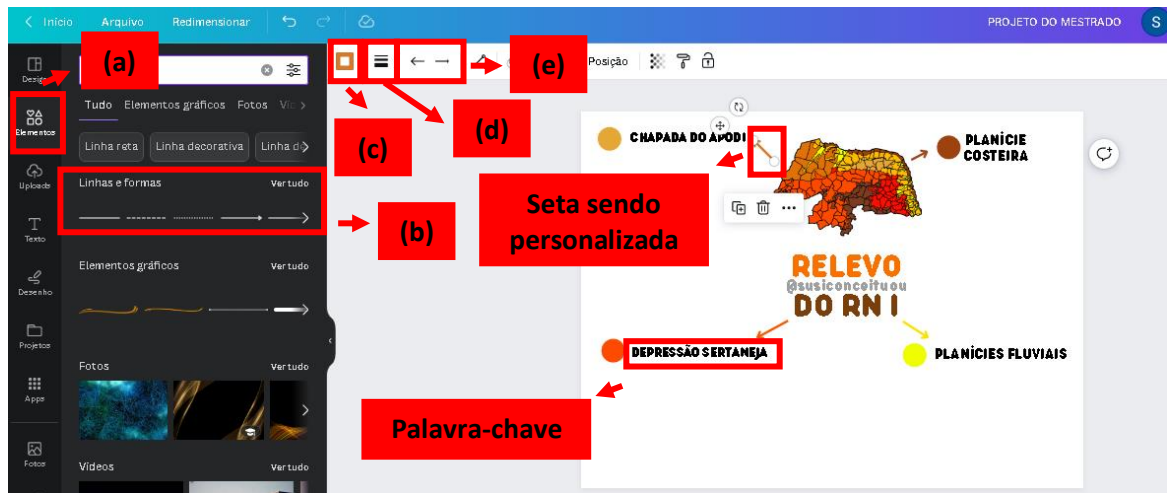 Início Arquivo Redimensionar PROJETO DO MESTRADO S
Design
Elementos
Uploads
Texto
Desenho
Projetos
Apps
Fotos
(a)
Tudo Elementos gráficos Fotos
Linha reta Linha decorativa
Linhas e formas Ver tudo
Elementos gráficos Ver tudo
Fotos Ver tudo
Vídeos Ver tudo
(b)
(c)
(d)
(e)
Posição
CHAPADA DO APODI
PLANÍCIE
COSTEIRA
Seta sendo
personalizada
RELEVO
@susiconceituou
DO RN I
DEPRESSÃO SERTANEJA
PLANÍCIES FLUVIAIS
Palavra-chave